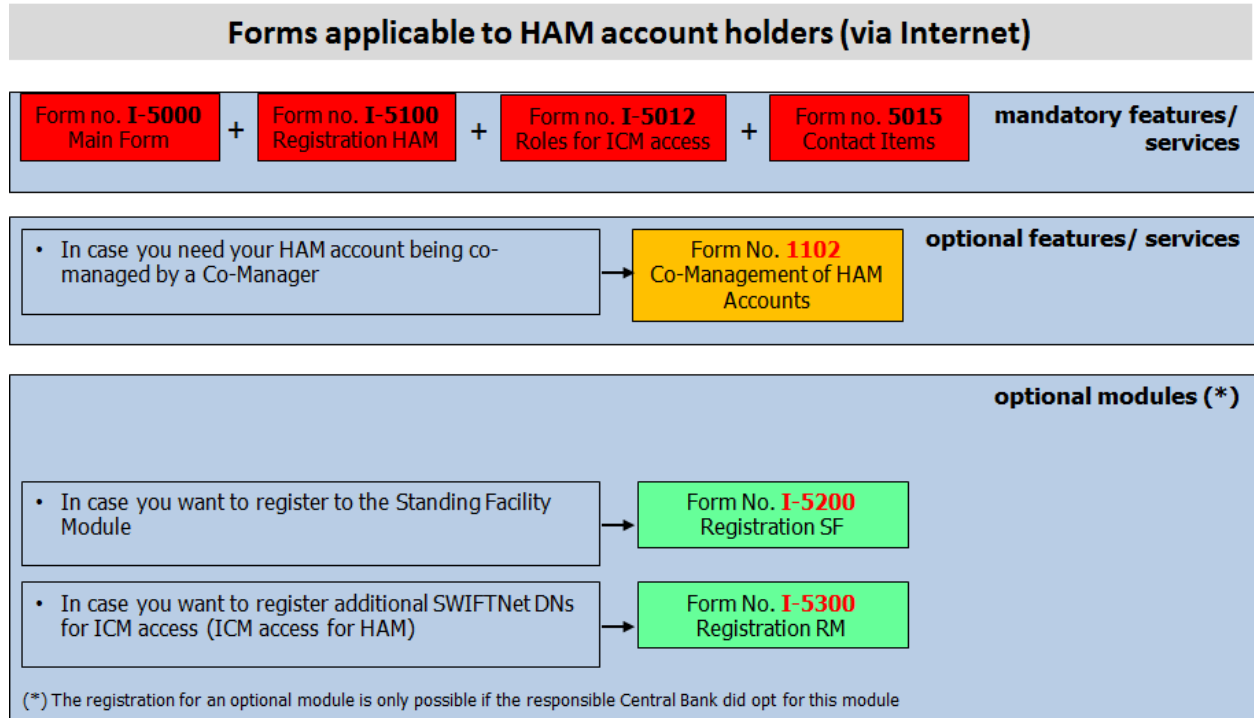 Forms applicable to HAM account holders (via Internet)
Form no. I-5000
Main Form
+
Form no. I-5100
Registration HAM
+
Form no. I-5012
Roles for ICM access
+
Form no. 5015
Contact Items
mandatory features/
services
• In case you need your HAM account being co-
managed by a Co-Manager
Form No. 1102
Co-Management of HAM
Accounts
optional features/ services
optional modules (*)
• In case you want to register to the Standing Facility
Module
Form No. I-5200
Registration SF
• In case you want to register additional SWIFTNet DNs
for ICM access (ICM access for HAM)
Form No. I-5300
Registration RM
(*) The registration for an optional module is only possible if the responsible Central Bank did opt for this module